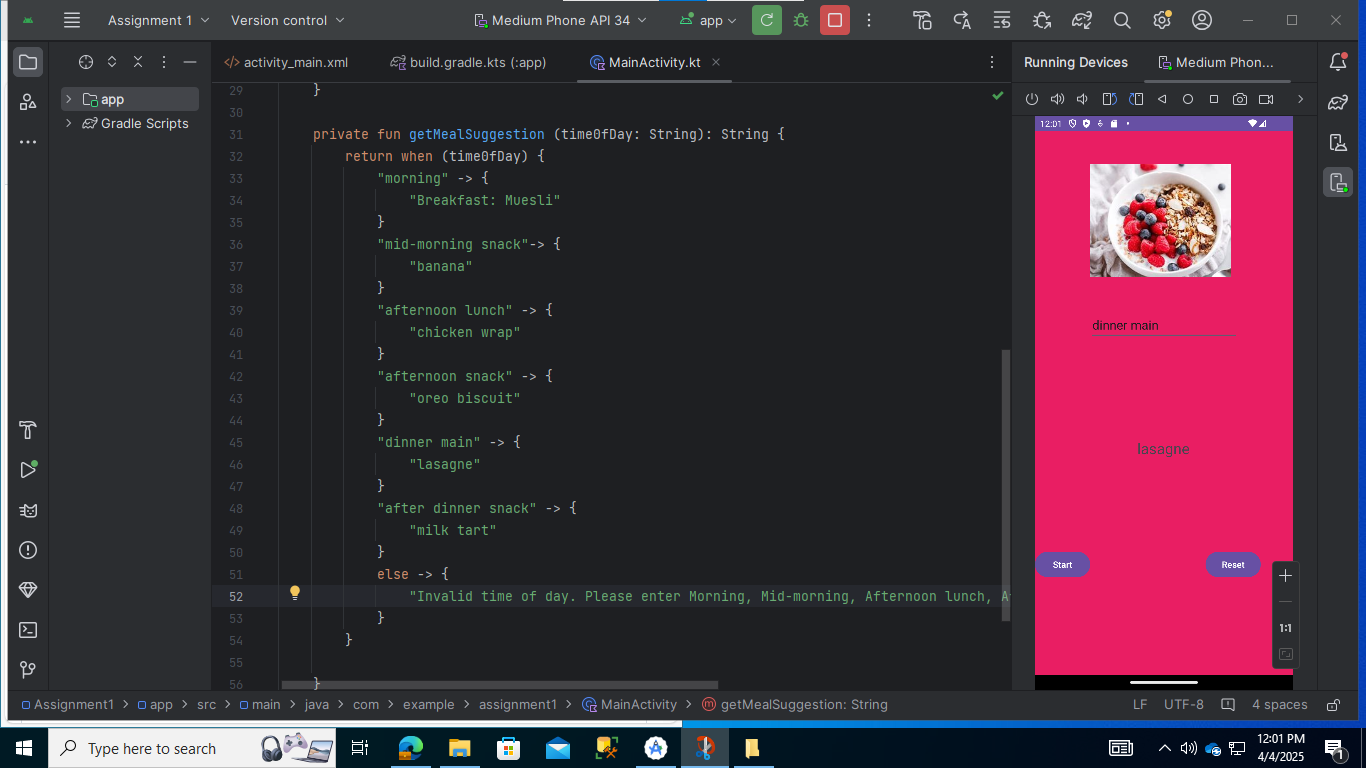 Assignment 1
Version control
Medium Phone API 34
app
activity_main.xml
build.gradle.kts (:app)
MainActivity.kt
Running Devices
Medium Phon...
app
Gradle Scripts
29 }
30
31 private fun getMealSuggestion (timeOfDay: String): String {
32 return when (timeOfDay) {
33 "morning" -> {
34 "Breakfast: Muesli"
35 }
36 "mid-morning snack"-> {
37 "banana"
38 }
39 "afternoon lunch" -> {
40 "chicken wrap"
41 }
42 "afternoon snack" -> {
43 "oreo biscuit"
44 }
45 "dinner main" -> {
46 "lasagne"
47 }
48 "after dinner snack" -> {
49 "milk tart"
50 }
51 else -> {
52 "Invalid time of day. Please enter Morning, Mid-morning, Afternoon lunch,
53 }
54 }
55
56 }
12:01
dinner main
lasagne
Start
Reset
1:1
Assignment1 > app > src > main > java > com > example > assignment1 > MainActivity > getMealSuggestion: String
LF UTF-8 4 spaces
Type here to search
12:01 PM
4/4/2025
1